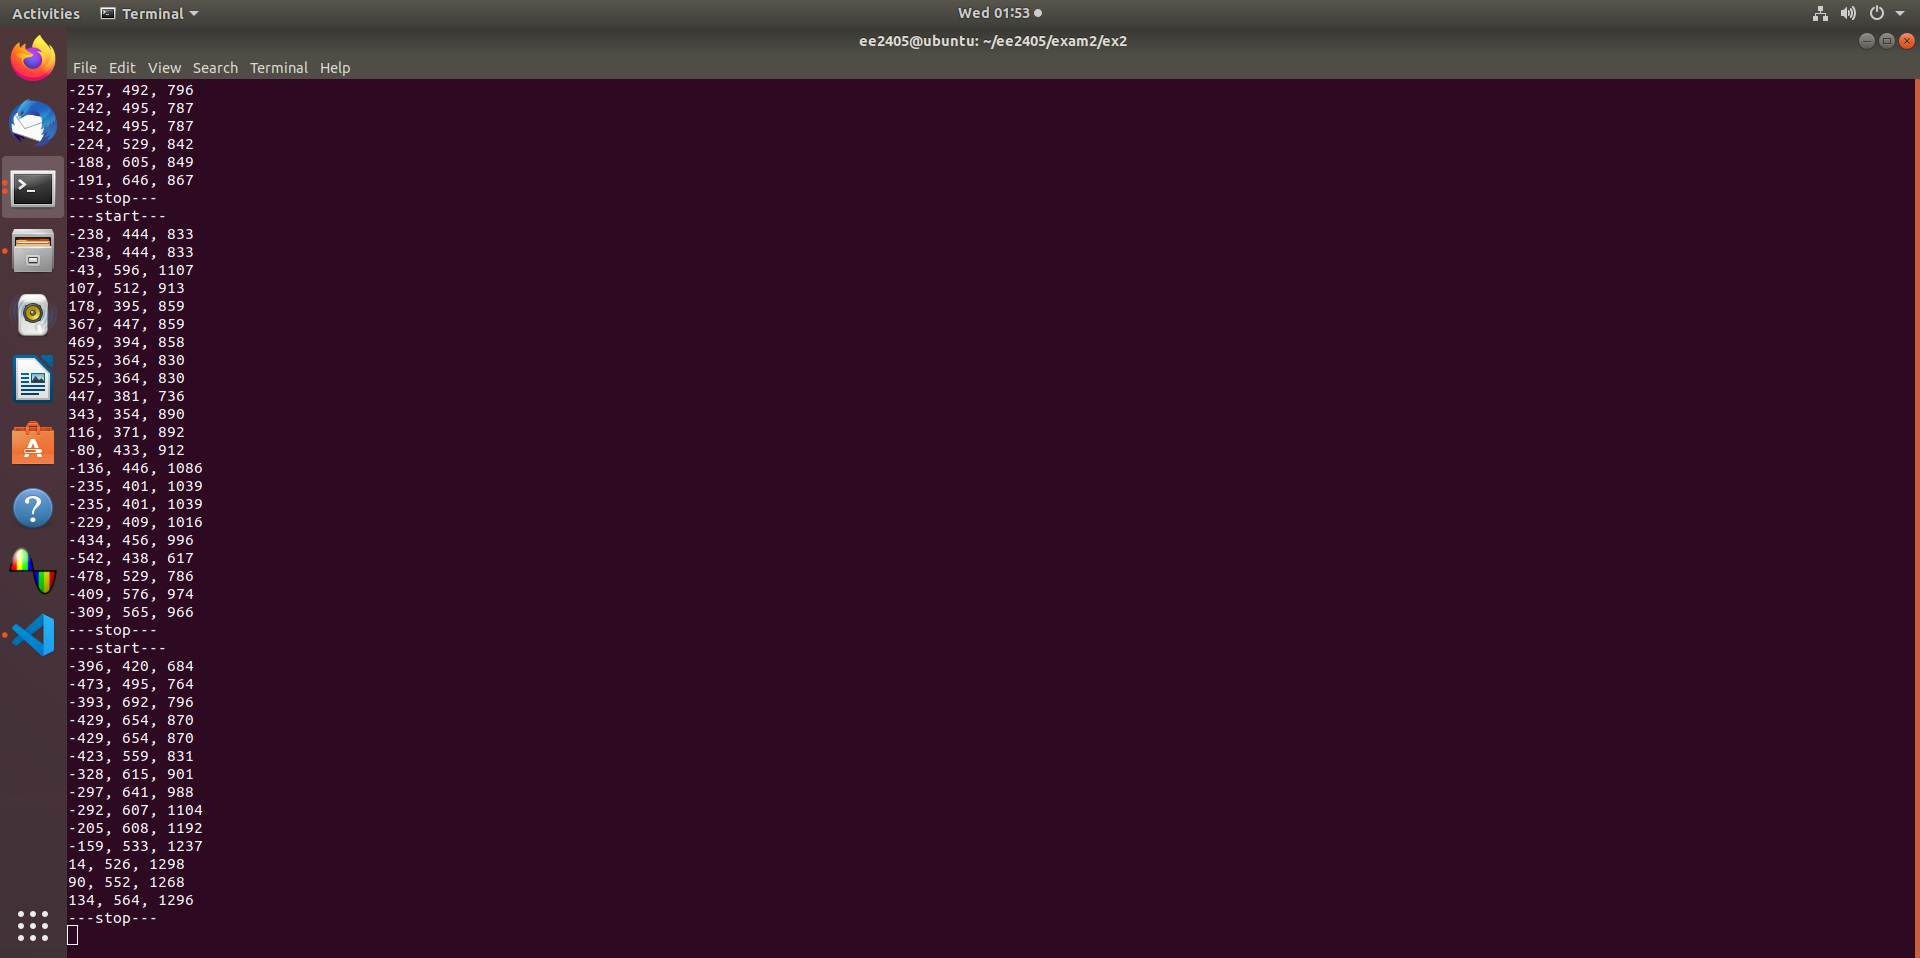 Activities
Terminal
Wed 01:53
ee2405@ubuntu: ~/ee2405/exam2/ex2
File Edit View Search Terminal Help
-257, 492, 796
-242, 495, 787
-242, 495, 787
-224, 529, 842
-188, 605, 849
-191, 646, 867
---stop---
---start---
-238, 444, 833
-238, 444, 833
-43, 596, 1107
107, 512, 913
178, 395, 859
367, 447, 859
469, 394, 858
525, 364, 830
525, 364, 830
447, 381, 736
343, 354, 890
116, 371, 892
-80, 433, 912
-136, 446, 1086
-235, 401, 1039
-235, 401, 1039
-229, 409, 1016
-434, 456, 996
-542, 438, 617
-478, 529, 786
-409, 576, 974
-309, 565, 966
---stop---
---start---
-396, 420, 684
-473, 495, 764
-393, 692, 796
-429, 654, 870
-429, 654, 870
-423, 559, 831
-328, 615, 901
-297, 641, 988
-292, 607, 1104
-205, 608, 1192
-159, 533, 1237
14, 526, 1298
90, 552, 1268
134, 564, 1296
---stop---